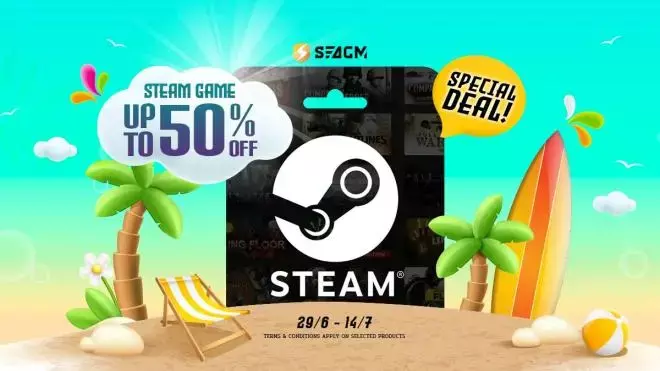 SEAGM
STEAM GAME
UP TO 50% OFF
SPECIAL
DEAL!
STEAM®
29/6 - 14/7
TERMS & CONDITIONS APPLY ON SELECTED PRODUCTS